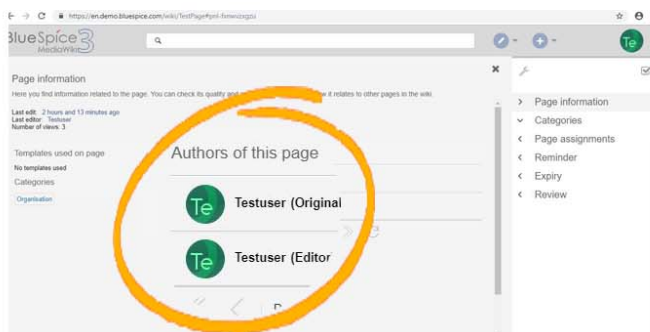 https://en.demo.bluespice.com/wiki/TestPage#
BlueSpice 3
MediaWiki
Te
Page information
Here you find information related to the page. You can check its quality and
it relates to other pages in the wiki.
Last edit: 2 hours and 13 minutes ago
Last editor: Testuser
Number of views: 3
Templates used on page
No templates used
Categories
Organisation
Authors of this page
Te
Testuser (Original
Te
Testuser (Editor
Page information
Categories
Page assignments
Reminder
Expiry
Review